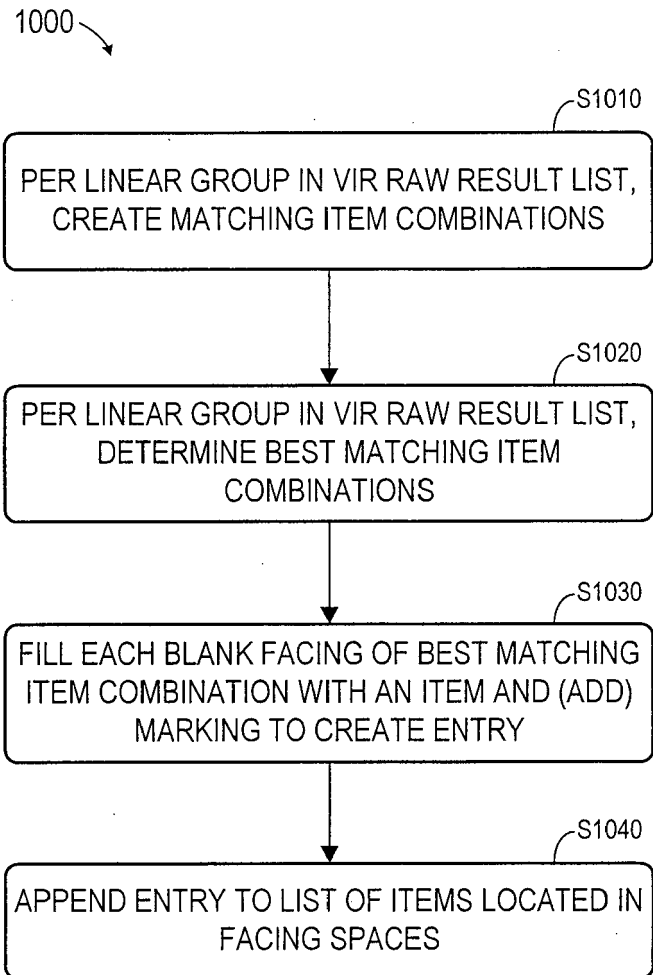 1000
S1010
PER LINEAR GROUP IN VIR RAW RESULT LIST,
CREATE MATCHING ITEM COMBINATIONS
S1020
PER LINEAR GROUP IN VIR RAW RESULT LIST,
DETERMINE BEST MATCHING ITEM
COMBINATIONS
S1030
FILL EACH BLANK FACING OF BEST MATCHING
ITEM COMBINATION WITH AN ITEM AND (ADD)
MARKING TO CREATE ENTRY
S1040
APPEND ENTRY TO LIST OF ITEMS LOCATED IN
FACING SPACES